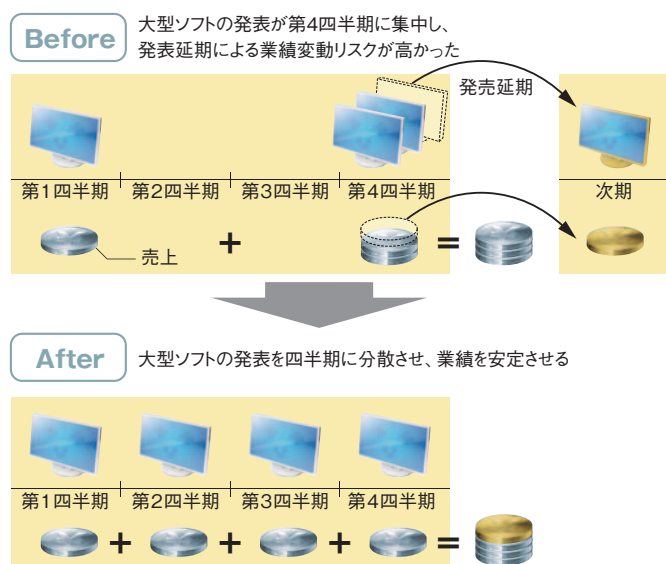 Before
大型ソフトの発表が第4四半期に集中し、
発表延期による業績変動リスクが高かった
発売延期
第1四半期 第2四半期 第3四半期 第4四半期 次期
+ =
売上
After
大型ソフトの発表を四半期に分散させ、業績を安定させる
第1四半期 第2四半期 第3四半期 第4四半期
+ + + =